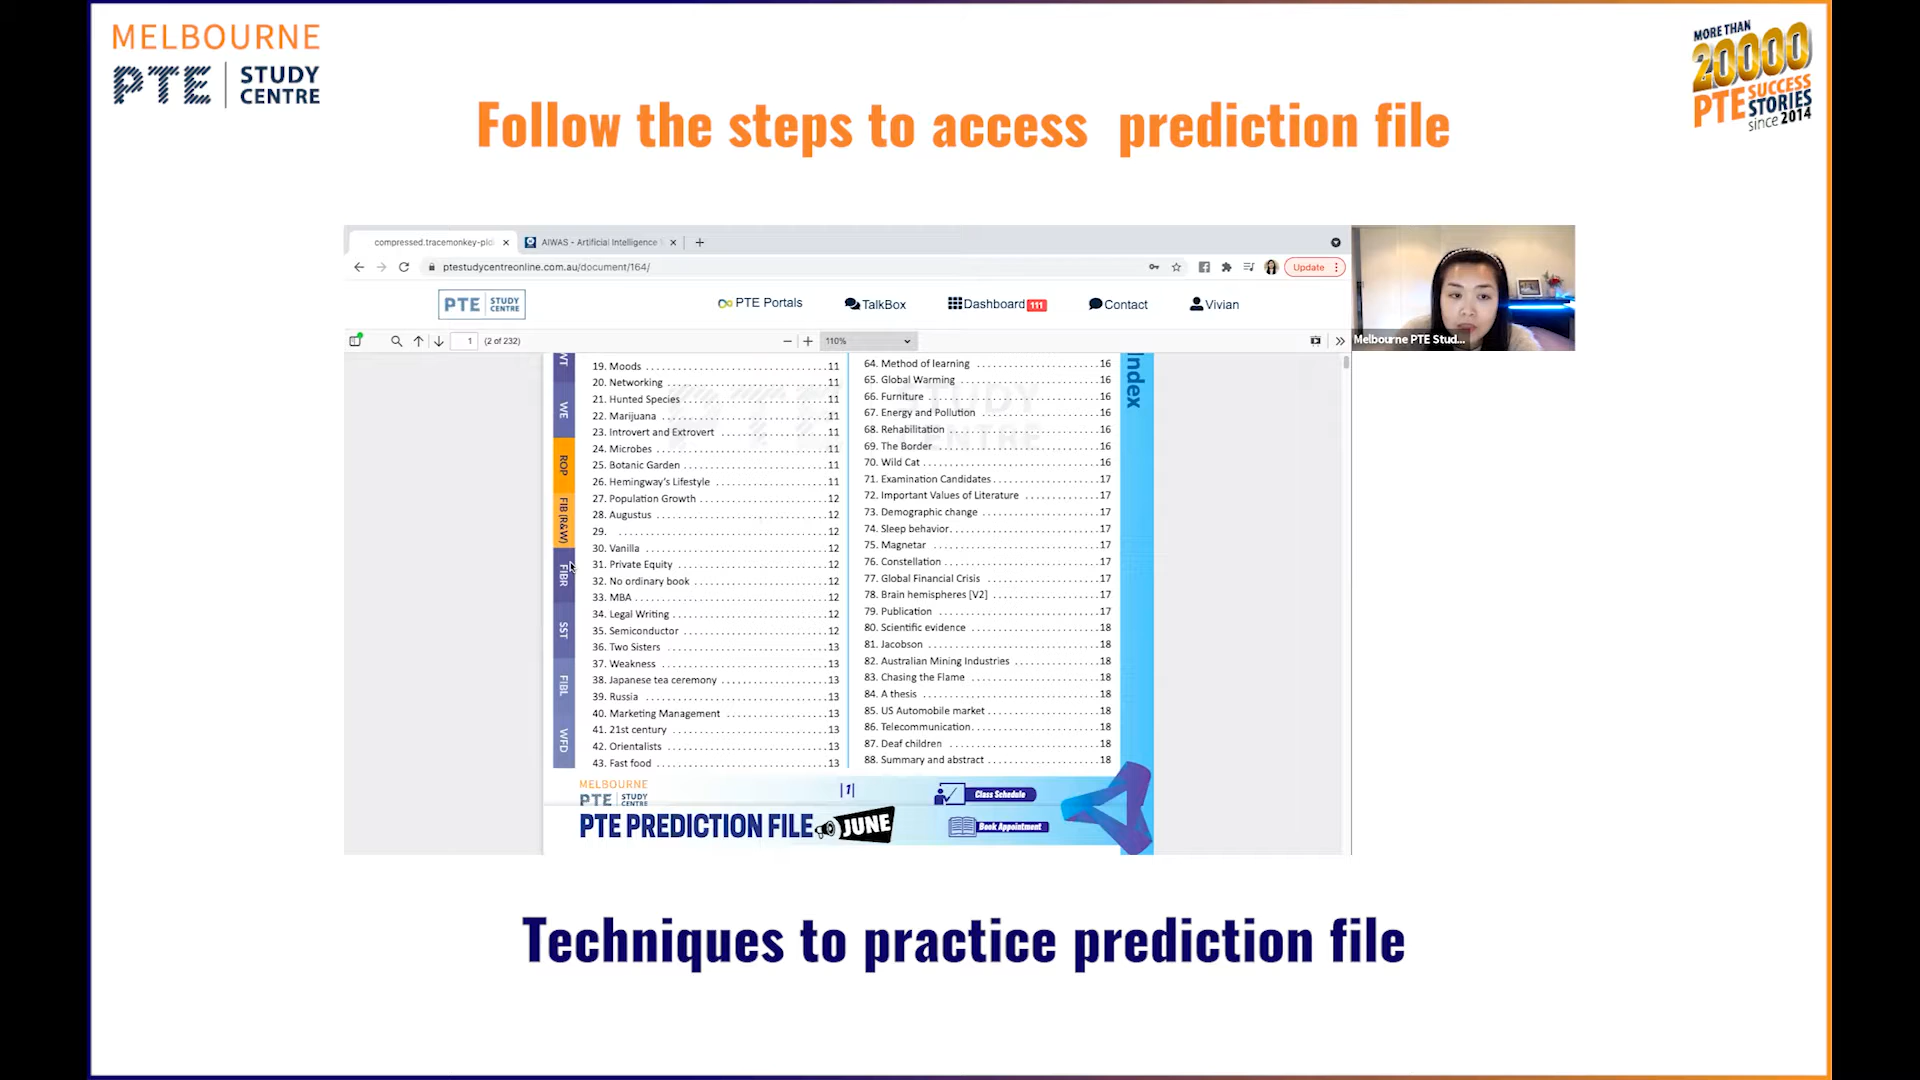 MELBOURNE
PTE STUDY CENTRE
MORE THAN
20000
PTE SUCCESS STORIES
since 2014
Follow the steps to access prediction file
compressed.tracemonkey-pld
AIWAS - Artificial Intelligence
ptestudycentreonline.com.au/document/164/
Update
PTE STUDY CENTRE
PTE Portals
TalkBox
Dashboard 111
Contact
Vivian
1 (2 of 232)
110%
Melbourne PTE Stud...
WT
WE
ROP
FIB (R&W)
FIBR
SST
FIBL
WFD
19. Moods 11
20. Networking 11
21. Hunted Species 11
22. Marijuana 11
23. Introvert and Extrovert 11
24. Microbes 11
25. Botanic Garden 11
26. Hemingway's Lifestyle 11
27. Population Growth 12
28. Augustus 12
29. 12
30. Vanilla 12
31. Private Equity 12
32. No ordinary book 12
33. MBA 12
34. Legal Writing 12
35. Semiconductor 12
36. Two Sisters 13
37. Weakness 13
38. Japanese tea ceremony 13
39. Russia 13
40. Marketing Management 13
41. 21st century 13
42. Orientalists 13
43. Fast food 13
64. Method of learning 16
65. Global Warming 16
66. Furniture 16
67. Energy and Pollution 16
68. Rehabilitation 16
69. The Border 16
70. Wild Cat 16
71. Examination Candidates 17
72. Important Values of Literature 17
73. Demographic change 17
74. Sleep behavior 17
75. Magnetar 17
76. Constellation 17
77. Global Financial Crisis 17
78. Brain hemispheres [V2] 17
79. Publication 17
80. Scientific evidence 18
81. Jacobson 18
82. Australian Mining Industries 18
83. Chasing the Flame 18
84. A thesis 18
85. US Automobile market 18
86. Telecommunication 18
87. Deaf children 18
88. Summary and abstract 18
Index
PTE STUDY CENTRE
MELBOURNE
PTE STUDY CENTRE
|1|
Class Schedule
PTE PREDICTION FILE JUNE
Book Appointment
Techniques to practice prediction file